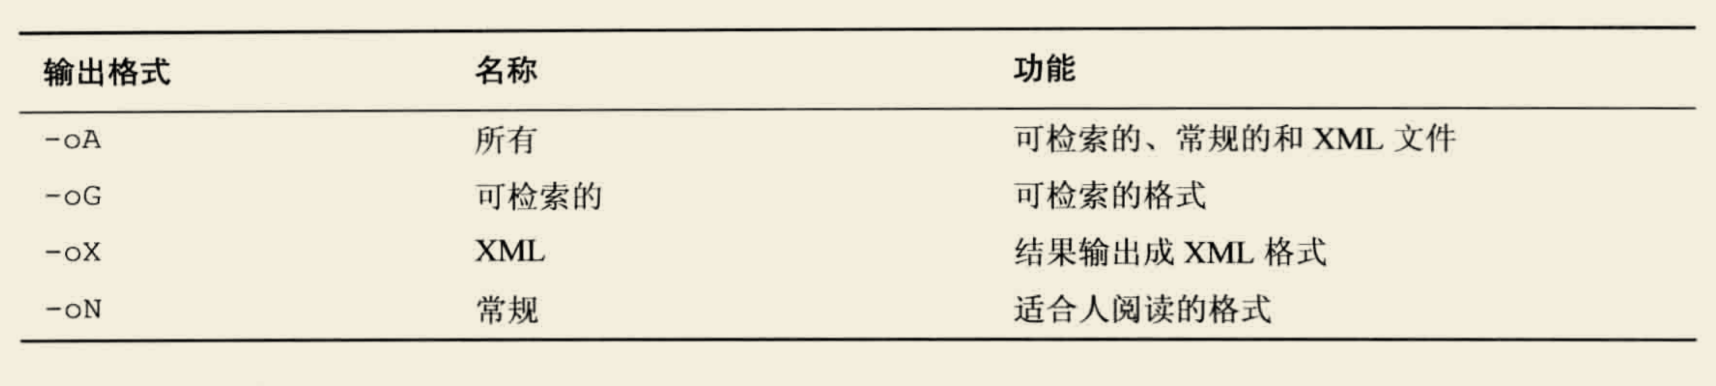 输出格式 名称 功能
-oA 所有 可检索的、常规的和 XML 文件
-oG 可检索的 可检索的格式
-oX XML 结果输出成 XML 格式
-oN 常规 适合人阅读的格式